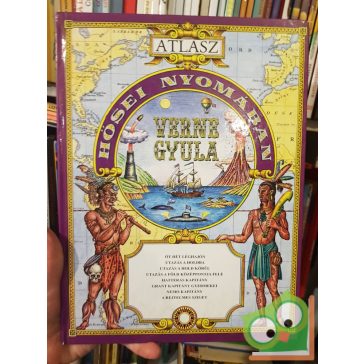 ATLASZ
HŐSEI NYOMÁBAN
VERNE
GYULA
ÖT HÉT LÉGHAJÓN
UTAZÁS A HOLDBA
UTAZÁS A HOLD KÖRÜL
UTAZÁS A FÖLD KÖZÉPPONTJA FELÉ
HATTERAS KAPITÁNY
GRANT KAPITÁNY GYERMEKEI
NEMO KAPITÁNY
A REJTELMES SZIGET